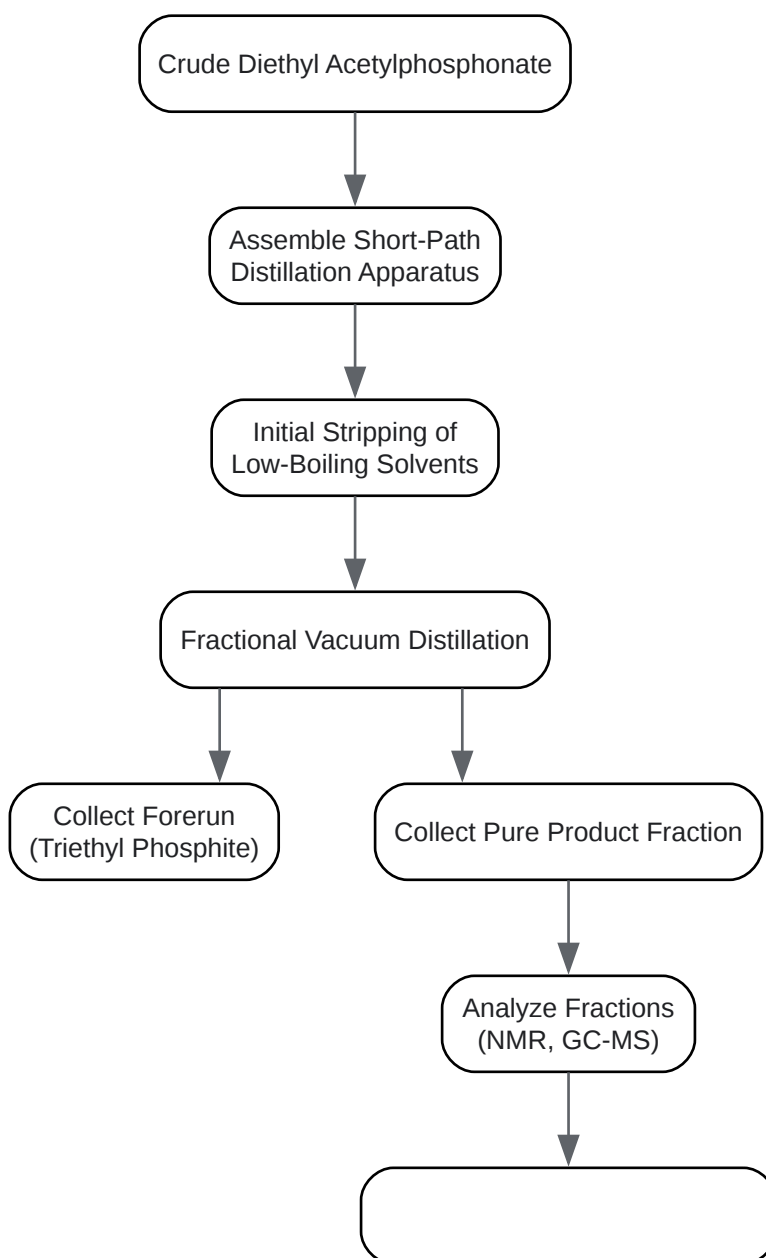 Crude Diethyl Acetylphosphonate
Assemble Short-Path
Distillation Apparatus
Initial Stripping of
Low-Boiling Solvents
Fractional Vacuum Distillation
Collect Forerun
(Triethyl Phosphite)
Collect Pure Product Fraction
Analyze Fractions
(NMR, GC-MS)